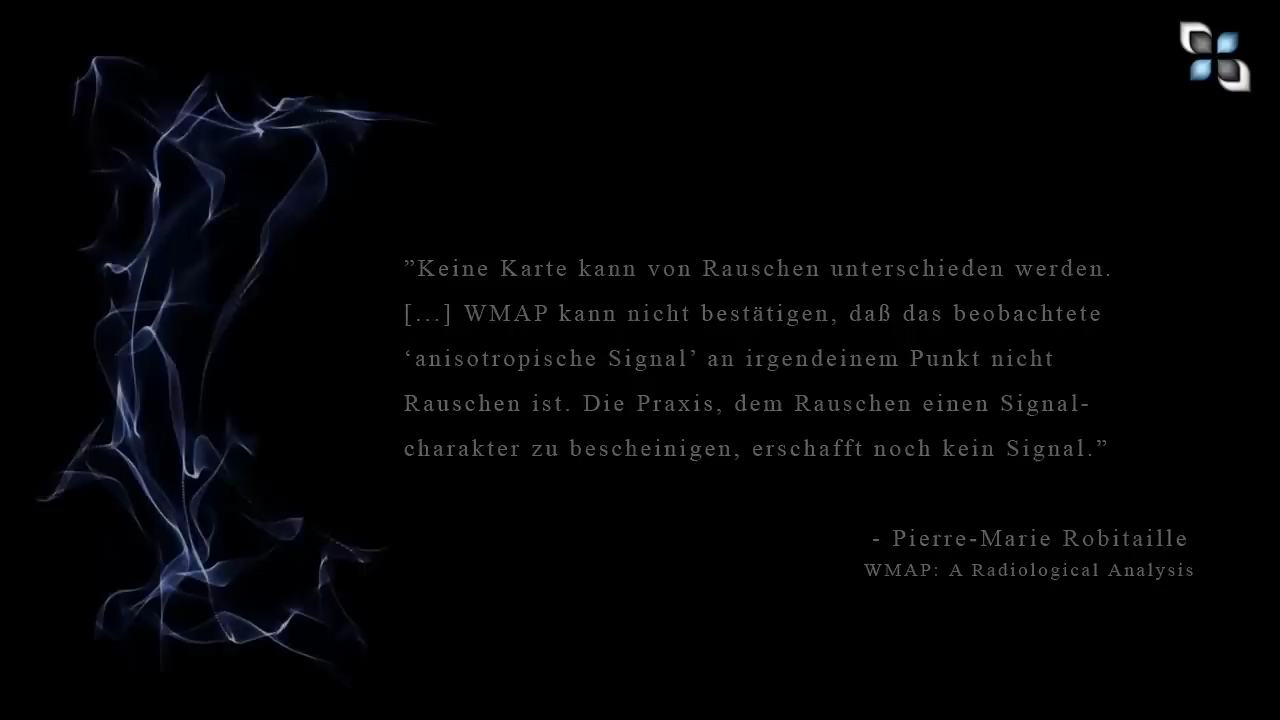 ”Keine Karte kann von Rauschen unterschieden werden.
[...] WMAP kann nicht bestätigen, daß das beobachtete
‘anisotropische Signal’ an irgendeinem Punkt nicht
Rauschen ist. Die Praxis, dem Rauschen einen Signal-
charakter zu bescheinigen, erschafft noch kein Signal.”
- Pierre-Marie Robitaille
WMAP: A Radiological Analysis